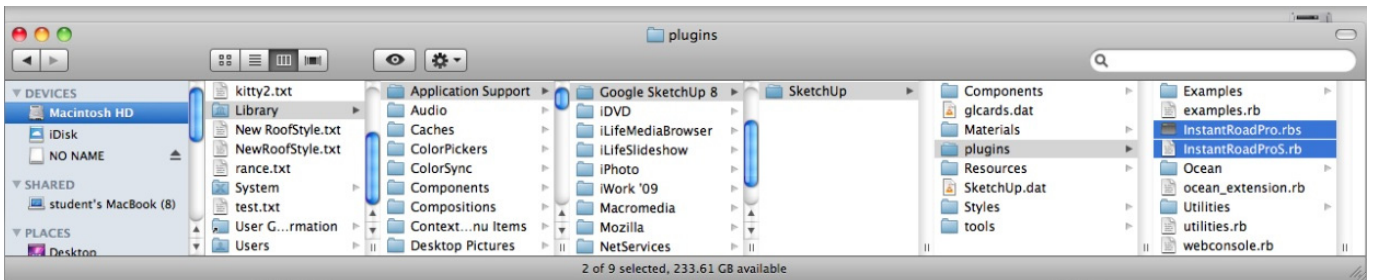 plugins
DEVICES
Macintosh HD
iDisk
NO NAME
SHARED
student's MacBook (8)
PLACES
Desktop
kitty2.txt
Library
New RoofStyle.txt
NewRoofStyle.txt
rance.txt
System
test.txt
User G...rmation
Users
Application Support
Audio
Caches
ColorPickers
ColorSync
Components
Compositions
Context...nu Items
Desktop Pictures
Google SketchUp 8
iDVD
iLifeMediaBrowser
iLifeSlideshow
iPhoto
iWork '09
Macromedia
Mozilla
NetServices
SketchUp
Components
glcards.dat
Materials
plugins
Resources
SketchUp.dat
Styles
tools
Examples
examples.rb
InstantRoadPro.rbs
InstantRoadProS.rb
Ocean
ocean_extension.rb
Utilities
utilities.rb
webconsole.rb
2 of 9 selected, 233.61 GB available